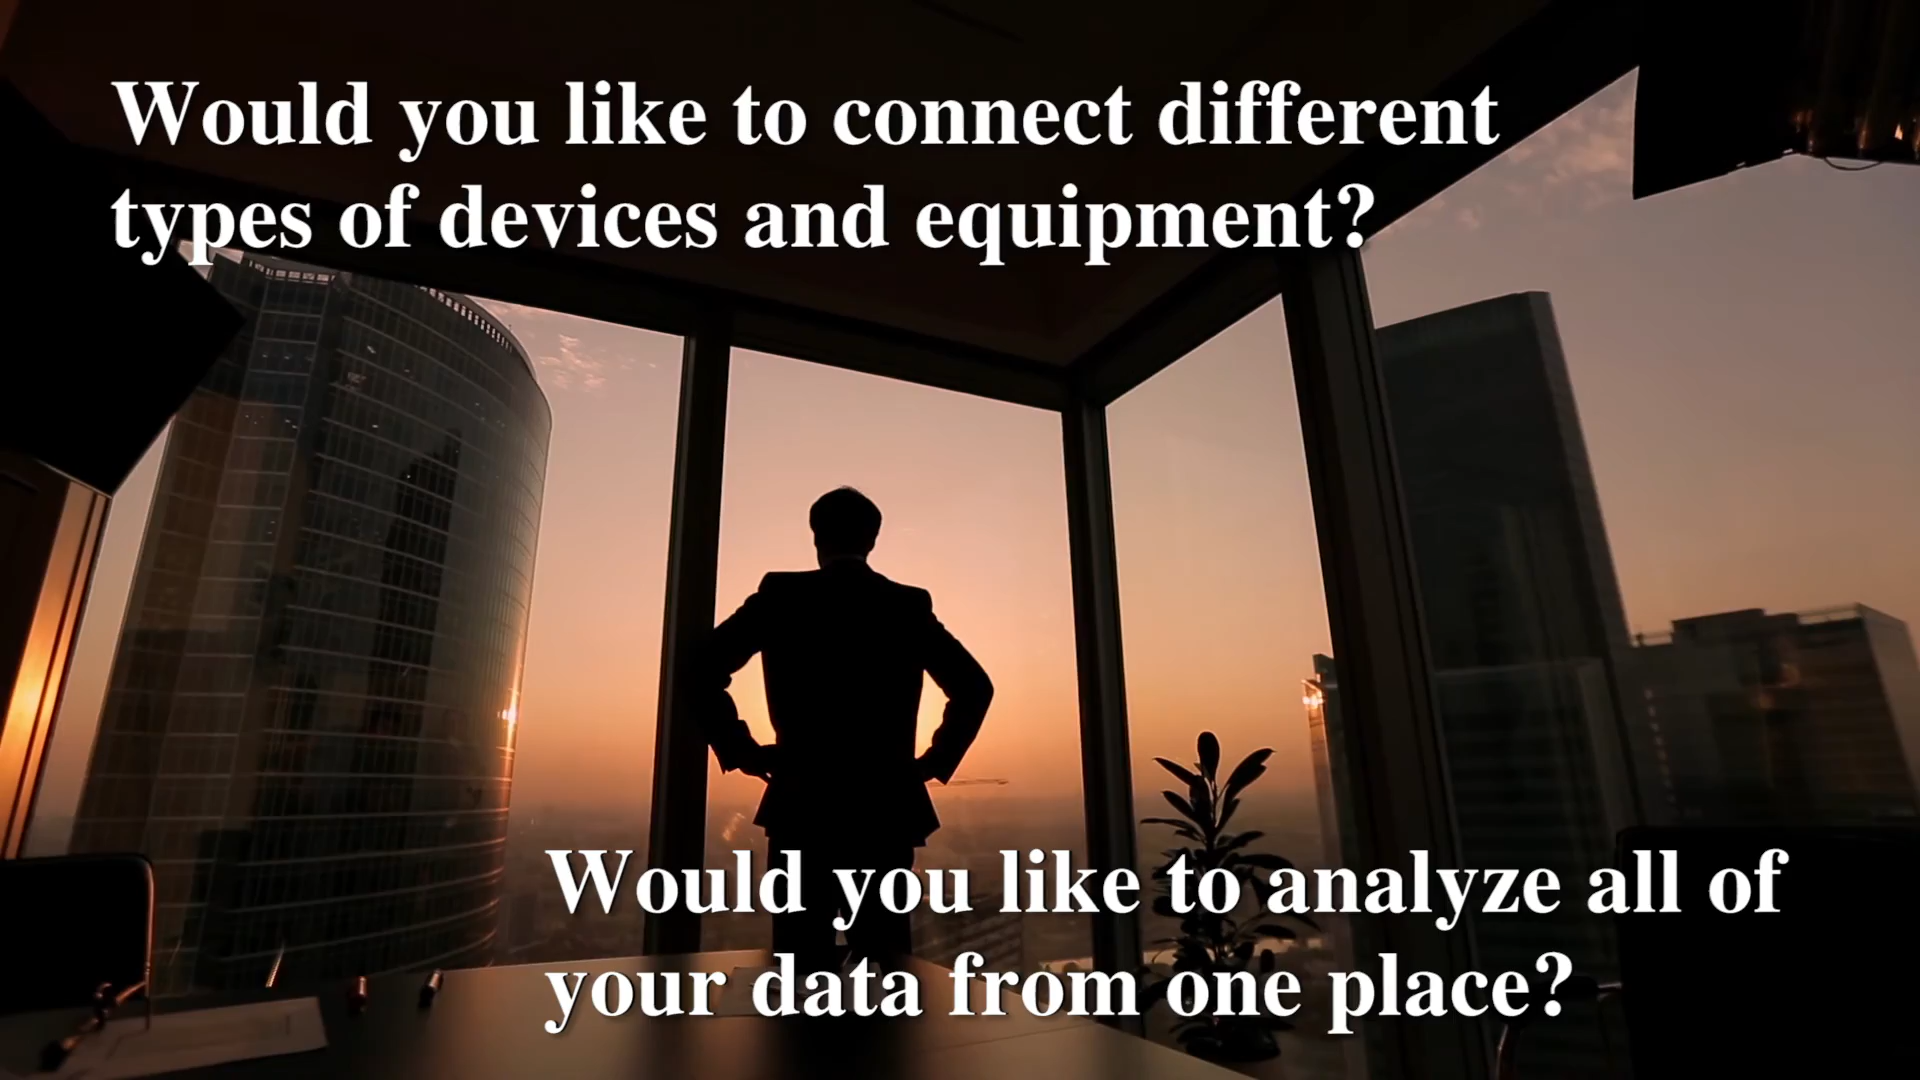 Would you like to connect different
types of devices and equipment?
Would you like to analyze all of
your data from one place?